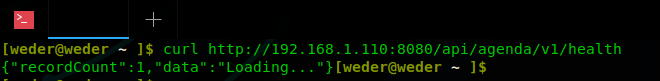 [weder@weder ~ ]$ curl http://192.168.1.110:8080/api/agenda/v1/health
{"recordCount":1,"data":"Loading..."}[weder@weder ~ ]$